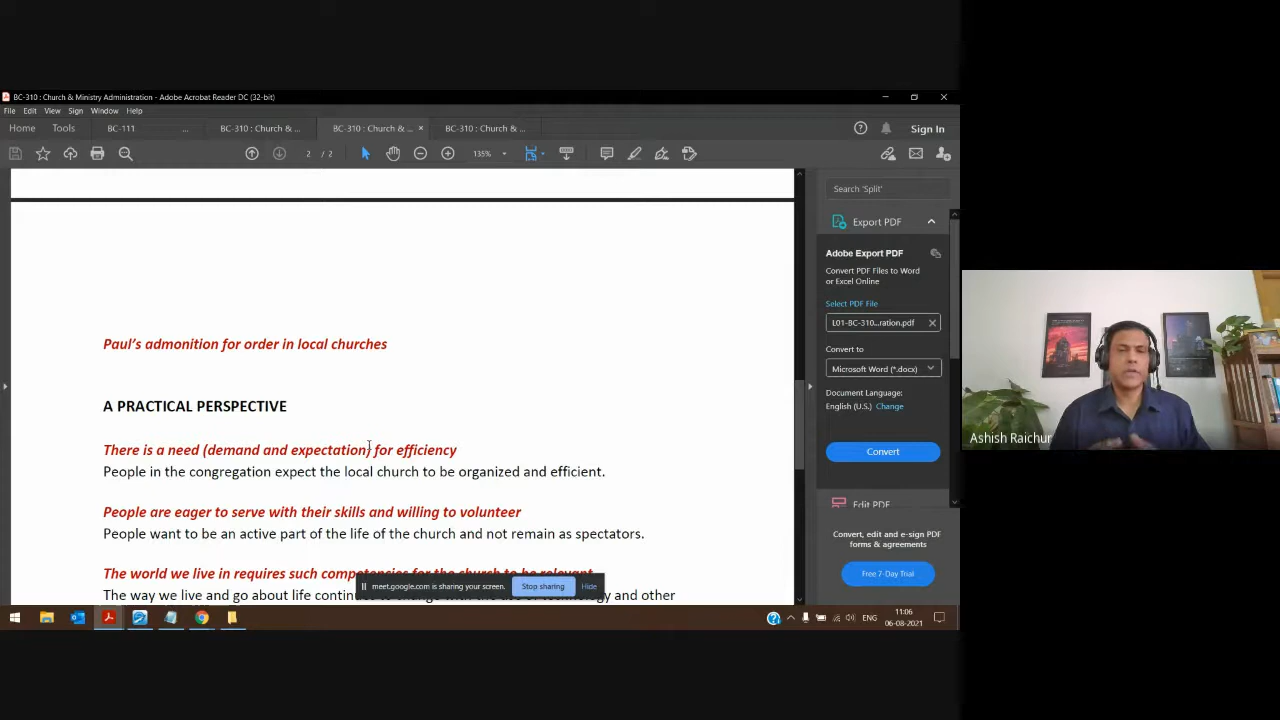 BC-310 : Church & Ministry Administration - Adobe Acrobat Reader DC (32-bit)
File Edit View Sign Window Help
Home Tools BC-111 ... BC-310 : Church & ... BC-310 : Church & ... × BC-310 : Church & ... Sign In
2 / 2 135%
Search 'Split'
Export PDF
Adobe Export PDF
Convert PDF Files to Word
or Excel Online
Select PDF File
L01-BC-310...ration.pdf
Convert to
Microsoft Word (*.docx)
Document Language:
English (U.S.) Change
Convert
Edit PDF
Convert, edit and e-sign PDF
forms & agreements
Free 7-Day Trial
Paul's admonition for order in local churches
A PRACTICAL PERSPECTIVE
There is a need (demand and expectation) for efficiency
People in the congregation expect the local church to be organized and efficient.
People are eager to serve with their skills and willing to volunteer
People want to be an active part of the life of the church and not remain as spectators.
The world we live in requires such competencies for the church to be relevant
The way we live and go about life continues to change with the use of technology and other
meet.google.com is sharing your screen. Stop sharing Hide
ENG
11:06
06-08-2021
Ashish Raichur